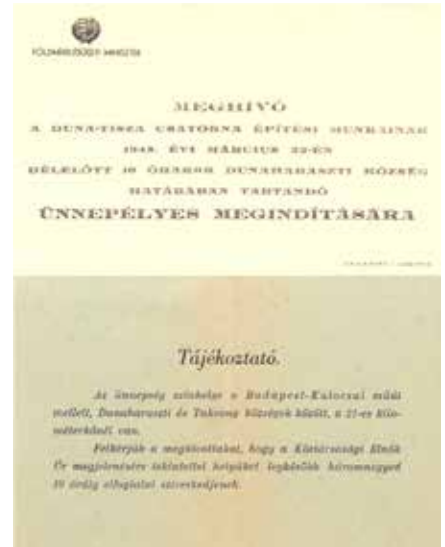 FÖLDMŰVELÉSÜGYI MINISZTER
MEGHÍVÓ
A DUNA-TISZA CSATORNA ÉPÍTÉSI MUNKÁINAK
1948. ÉVI MÁRCIUS 22-ÉN
DÉLELŐTT 10 ÓRAKOR DUNAHARASZTI KÖZSÉG
HATÁRÁBAN TARTANDÓ
ÜNNEPÉLYES MEGINDÍTÁSÁRA
Tájékoztató.
Az ünnepség színhelye a Budapest-Kalocsai műút
mellett, Dunaharaszti és Taksony községek között, a 21-es kilo-
méterkőnél van.
Felkérjük a meghívottakat, hogy a Köztársasági Elnök
Úr megjelenésére tekintettel helyüket legkésőbb háromnegyed
10 óráig elfoglalni szíveskedjenek.